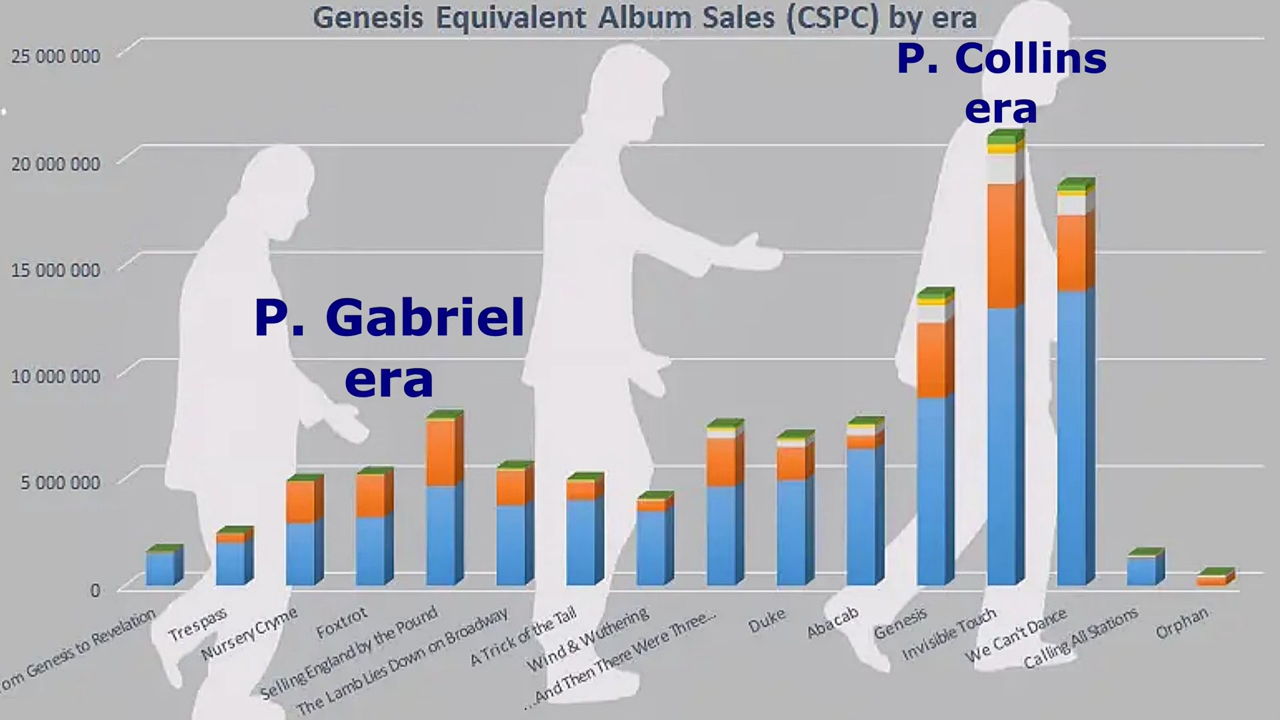 Genesis Equivalent Album Sales (CSPC) by era
P. Collins
era
P. Gabriel
era
25 000 000
20 000 000
15 000 000
10 000 000
5 000 000
0
om Genesis to Revelation
Trespass
Nursery Cryme
Foxtrot
Selling England by the Pound
The Lamb Lies Down on Broadway
A Trick of the Tail
Wind & Wuthering
...And Then There Were Three...
Duke
Abacab
Genesis
Invisible Touch
We Can't Dance
Calling All Stations
Orphan